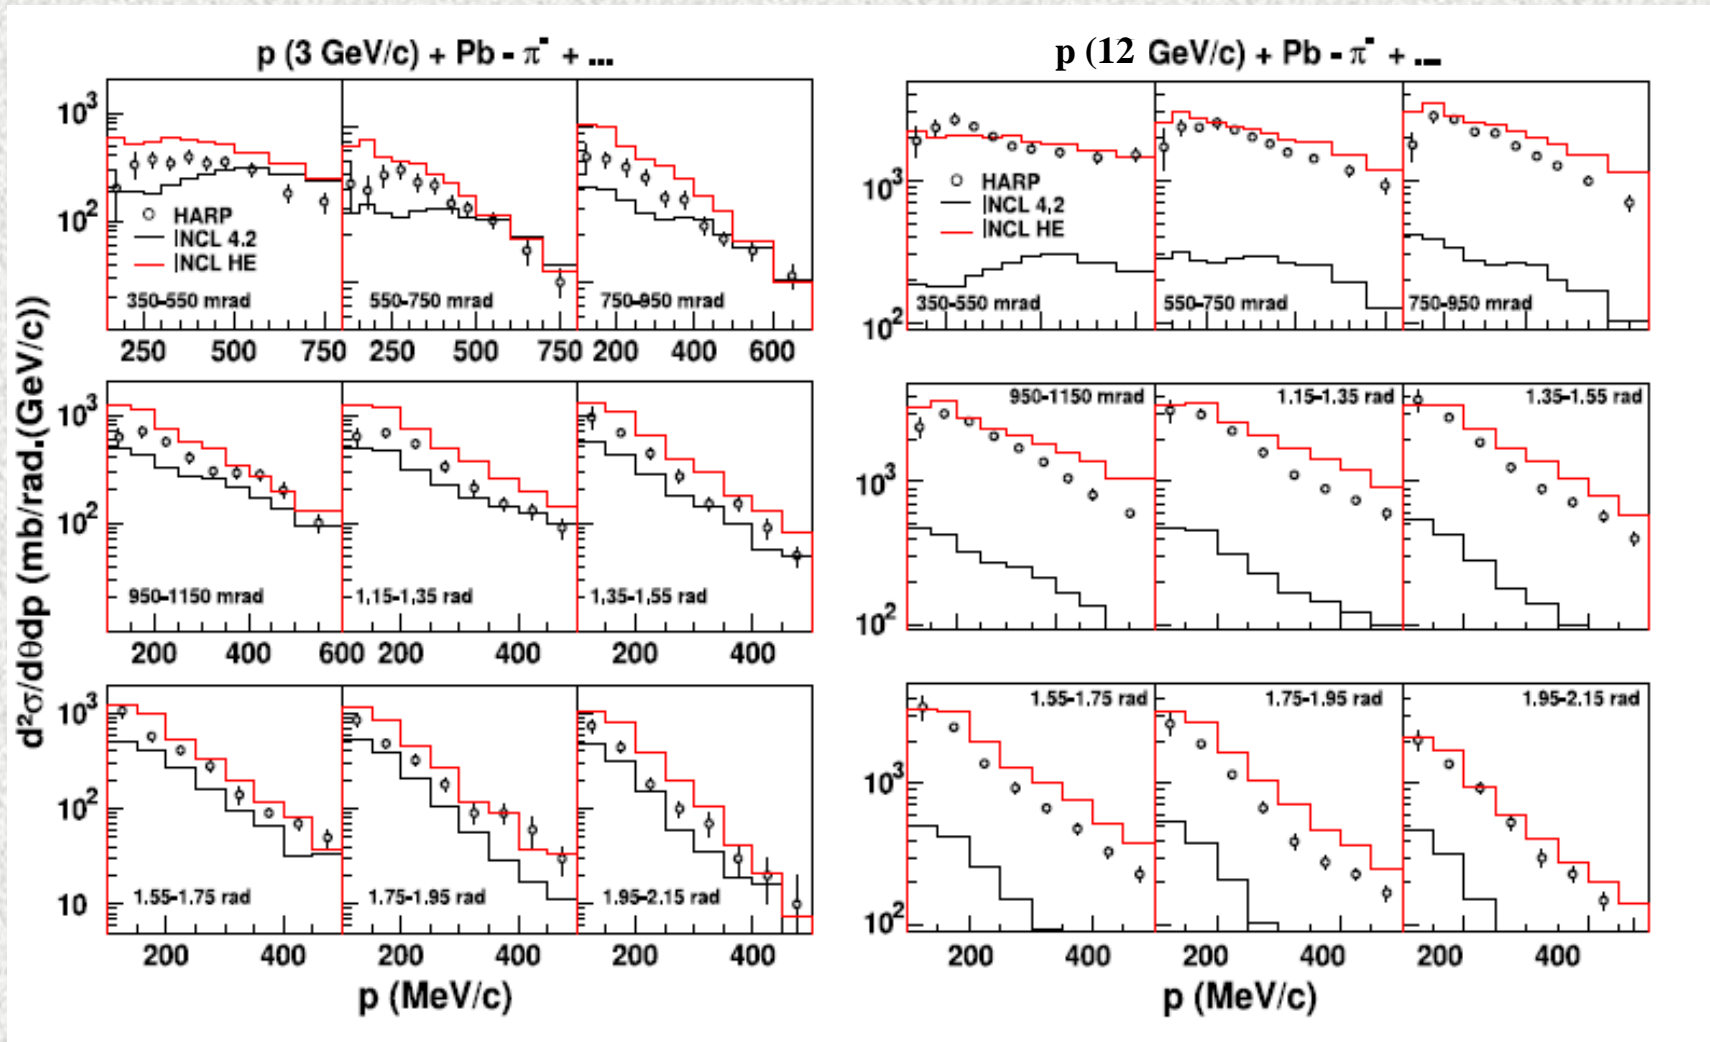 p (3 GeV/c) + Pb - π⁻ + ...
p (12 GeV/c) + Pb - π⁻ + ...
d²σ/dθdp (mb/rad.(GeV/c))
10³
10²
HARP
INCL 4.2
INCL HE
350-550 mrad
550-750 mrad
750-950 mrad
250 500 750
250 500 750
200 400 600
10³
10²
HARP
INCL 4.2
INCL HE
350-550 mrad
550-750 mrad
750-950 mrad
10³
10²
950-1150 mrad
1.15-1.35 rad
1.35-1.55 rad
200 400 600
200 400
200 400
950-1150 mrad
1.15-1.35 rad
1.35-1.55 rad
10³
10²
10³
10²
10
1.55-1.75 rad
1.75-1.95 rad
1.95-2.15 rad
200 400
200 400
200 400
p (MeV/c)
1.55-1.75 rad
1.75-1.95 rad
1.95-2.15 rad
10³
10²
200 400
200 400
200 400
p (MeV/c)